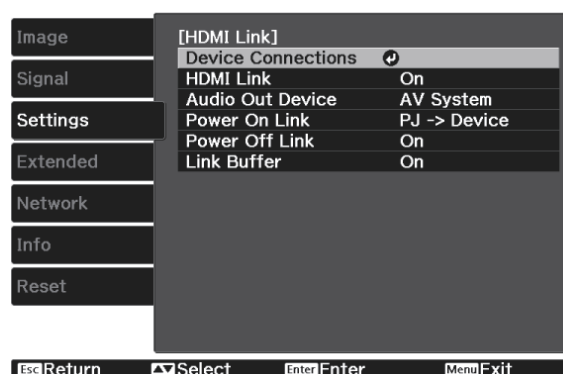 Image
Signal
Settings
Extended
Network
Info
Reset
[HDMI Link]
Device Connections
HDMI Link On
Audio Out Device AV System
Power On Link PJ -> Device
Power Off Link On
Link Buffer On
Esc Return Select Enter Enter Menu Exit